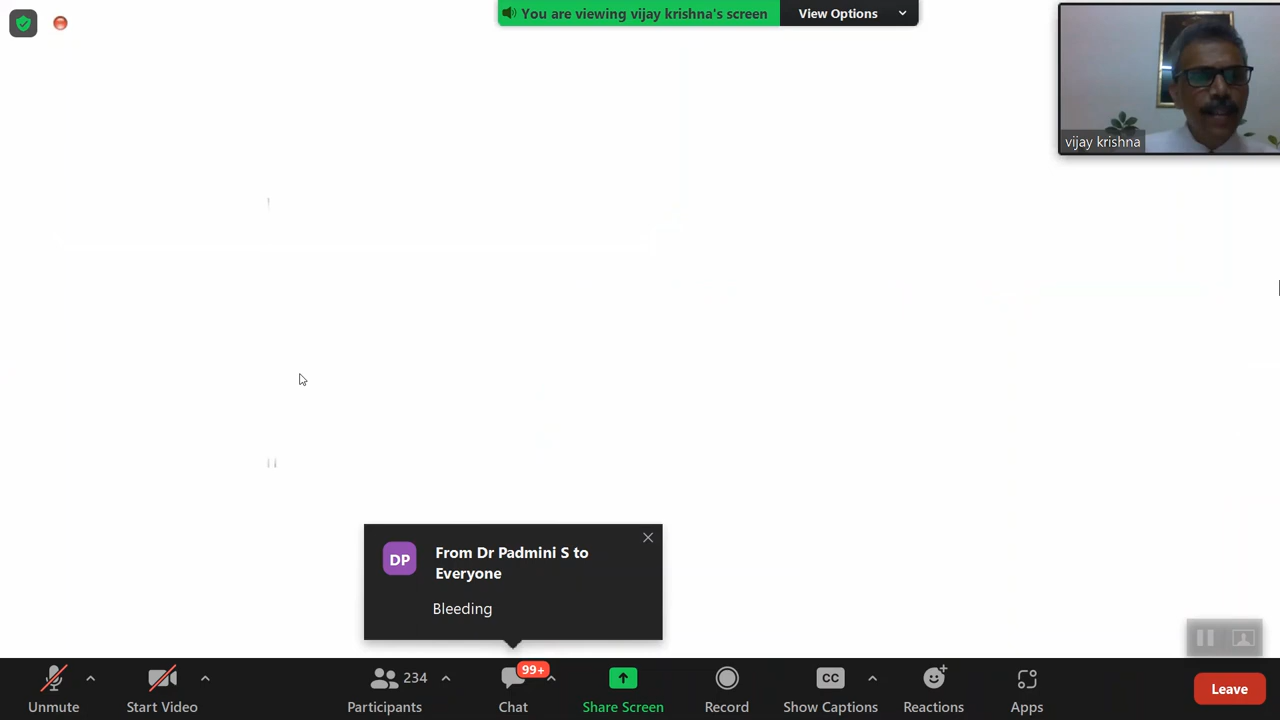 You are viewing vijay krishna's screen
View Options
vijay krishna
DP
From Dr Padmini S to
Everyone
Bleeding
234
99+
CC
Unmute
Start Video
Participants
Chat
Share Screen
Record
Show Captions
Reactions
Apps
Leave